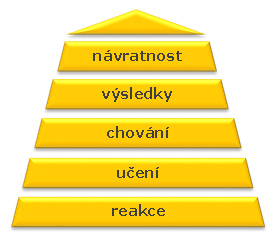 návratnost
výsledky
chování
učení
reakce